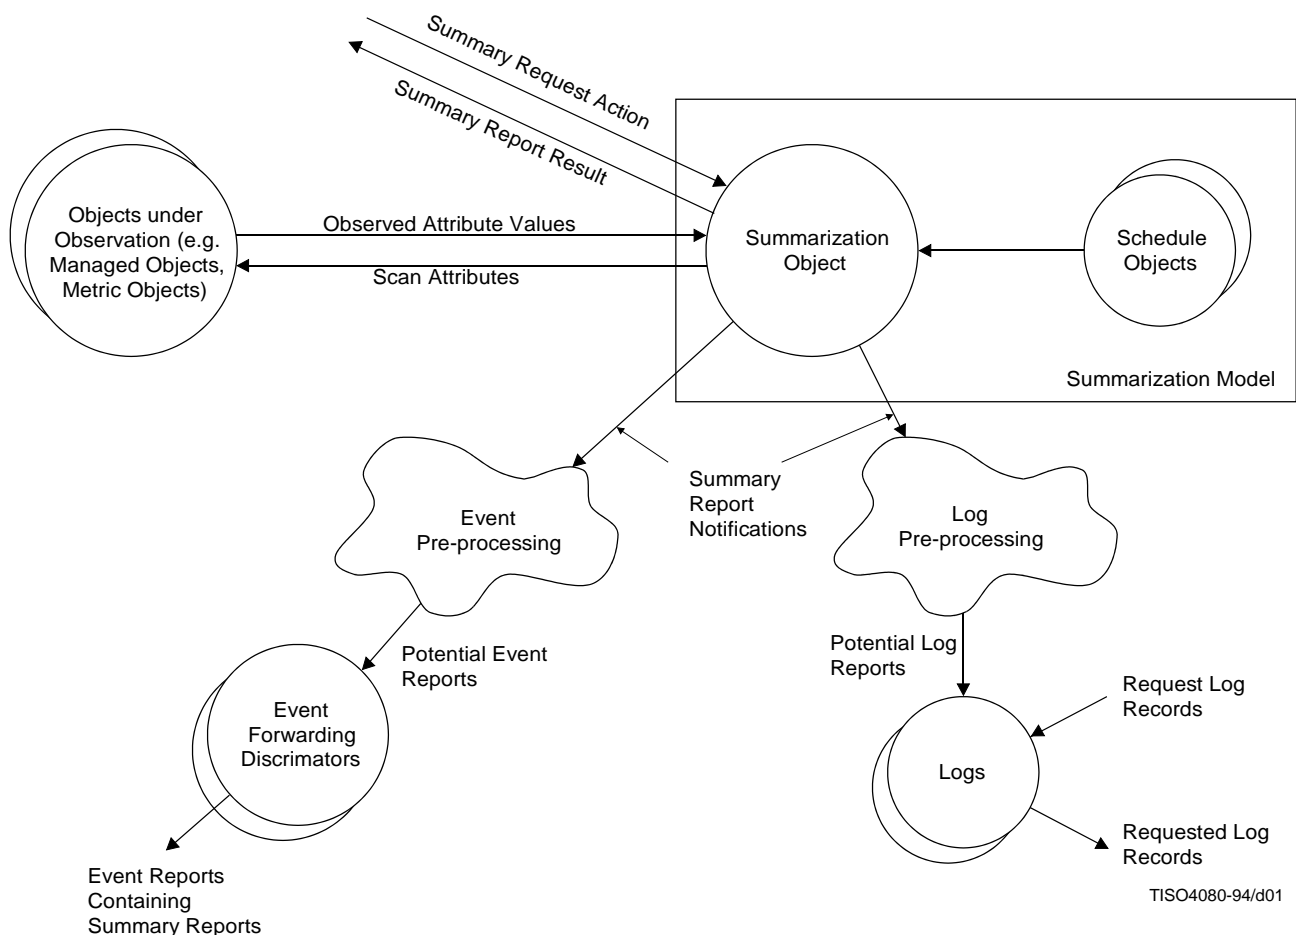 Summary Request Action
Summary Report Result
Objects under
Observation (e.g.
Managed Objects,
Metric Objects)
Observed Attribute Values
Scan Attributes
Summarization
Object
Schedule
Objects
Summarization Model
Summary
Report
Notifications
Event
Pre-processing
Log
Pre-processing
Potential Event
Reports
Potential Log
Reports
Event
Forwarding
Discrimators
Request Log
Records
Logs
Requested Log
Records
Event Reports
Containing
Summary Reports
TISO4080-94/d01